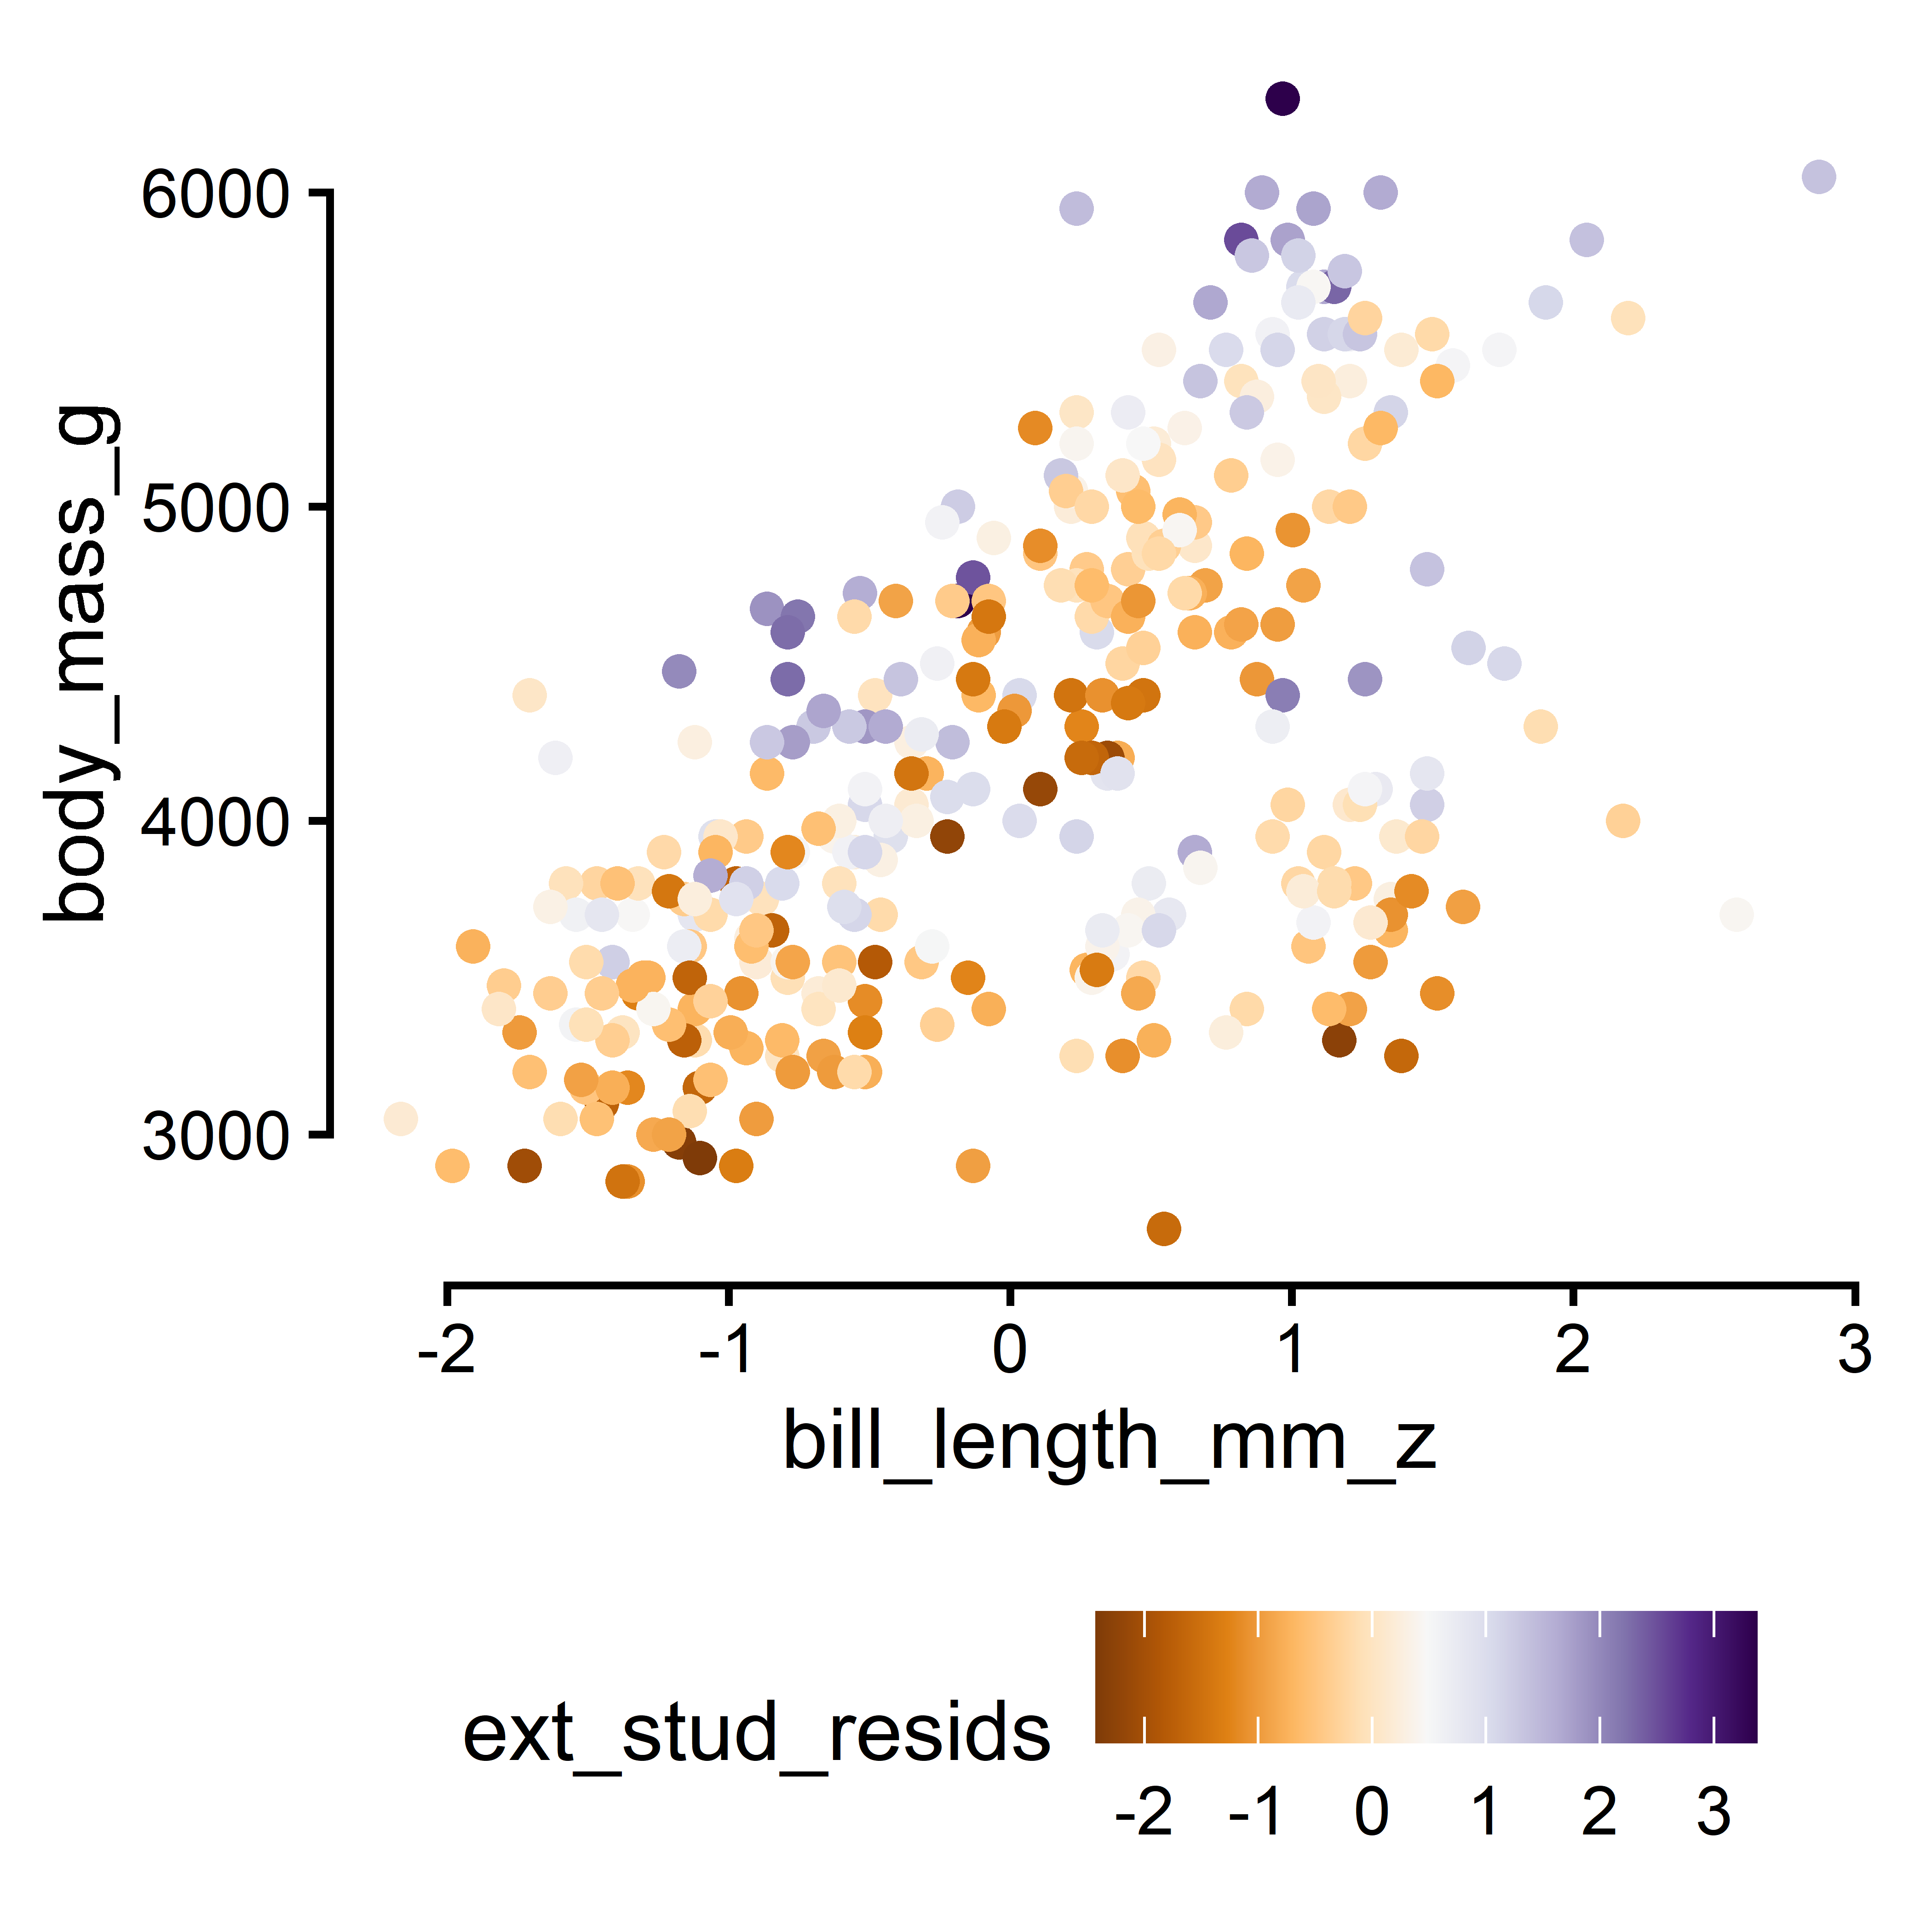 body_mass_g
6000
5000
4000
3000
-2 -1 0 1 2 3
bill_length_mm_z
ext_stud_resids
-2 -1 0 1 2 3